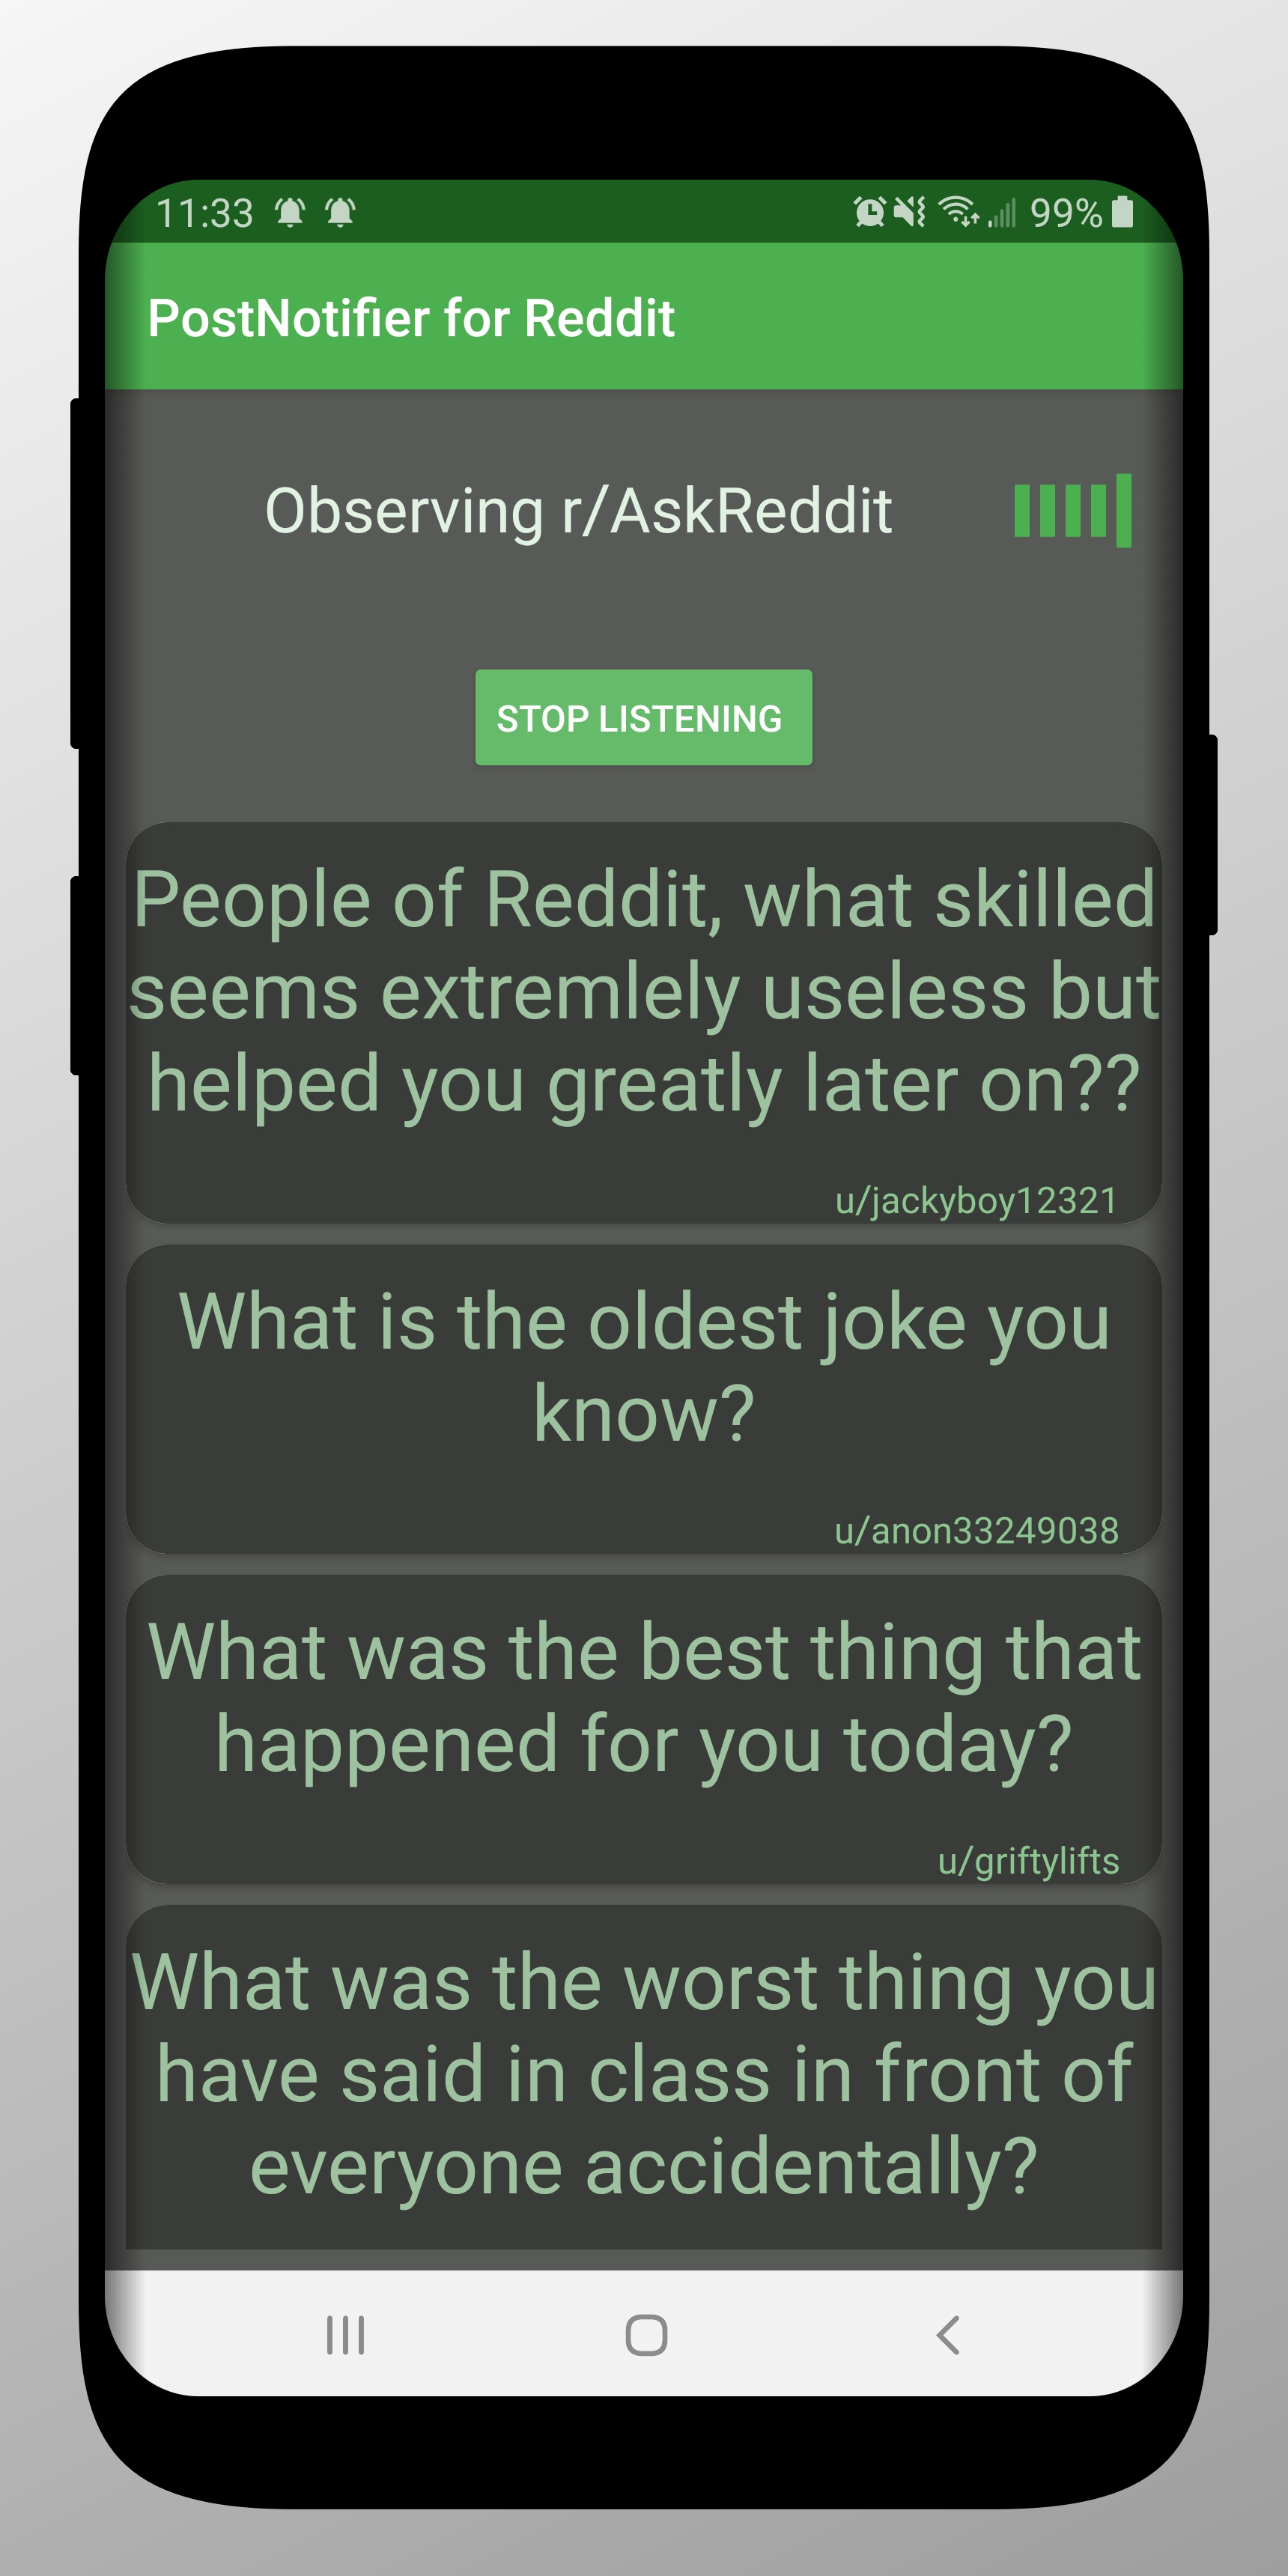 11:33
99%
PostNotifier for Reddit
Observing r/AskReddit
STOP LISTENING
People of Reddit, what skilled
seems extremlely useless but
helped you greatly later on??
u/jackyboy12321
What is the oldest joke you
know?
u/anon33249038
What was the best thing that
happened for you today?
u/griftylifts
What was the worst thing you
have said in class in front of
everyone accidentally?